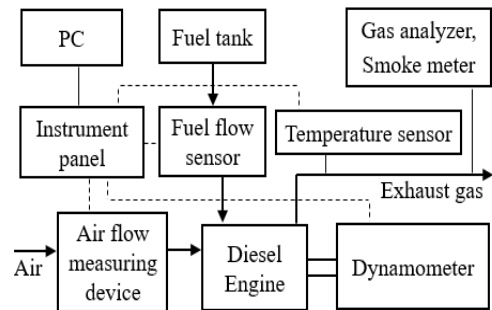 PC
Fuel tank
Gas analyzer,
Smoke meter
Instrument
panel
Fuel flow
sensor
Temperature sensor
Exhaust gas
Air
Air flow
measuring
device
Diesel
Engine
Dynamometer